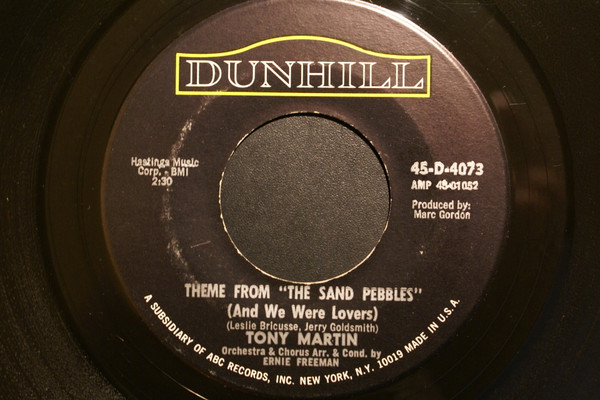 DUNHILL
Hastings Music
Corp. - BMI
2:30
45-D-4073
AMP 45-01052
Produced by:
Marc Gordon
THEME FROM "THE SAND PEBBLES"
(And We Were Lovers)
(Leslie Bricusse, Jerry Goldsmith)
TONY MARTIN
Orchestra & Chorus Arr. & Cond. by
ERNIE FREEMAN
A SUBSIDIARY OF ABC RECORDS, INC. NEW YORK, N.Y. 10019 MADE IN U.S.A.